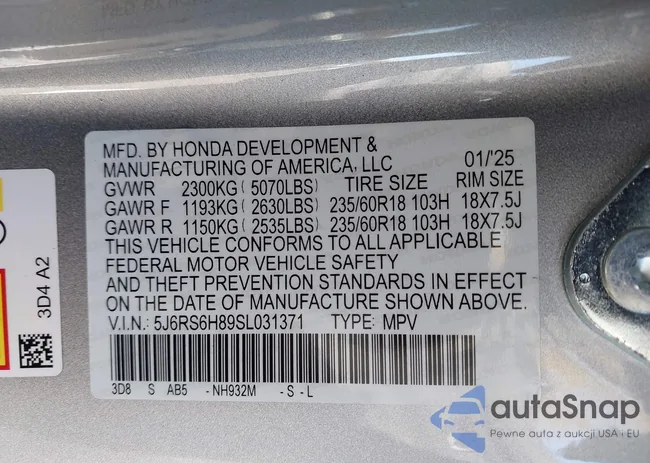 MFD. BY HONDA DEVELOPMENT &
MANUFACTURING OF AMERICA, LLC 01/'25
GVWR 2300KG ( 5070LBS) TIRE SIZE RIM SIZE
GAWR F 1193KG ( 2630LBS) 235/60R18 103H 18X7.5J
GAWR R 1150KG ( 2535LBS) 235/60R18 103H 18X7.5J
THIS VEHICLE CONFORMS TO ALL APPLICABLE
FEDERAL MOTOR VEHICLE SAFETY
AND THEFT PREVENTION STANDARDS IN EFFECT
ON THE DATE OF MANUFACTURE SHOWN ABOVE.
V.I.N.: 5J6RS6H89SL031371 TYPE: MPV
3D8 S AB5 -NH932M - S - L
3D4 A2
autaSnap
Pewne auta z aukcji USA i EU